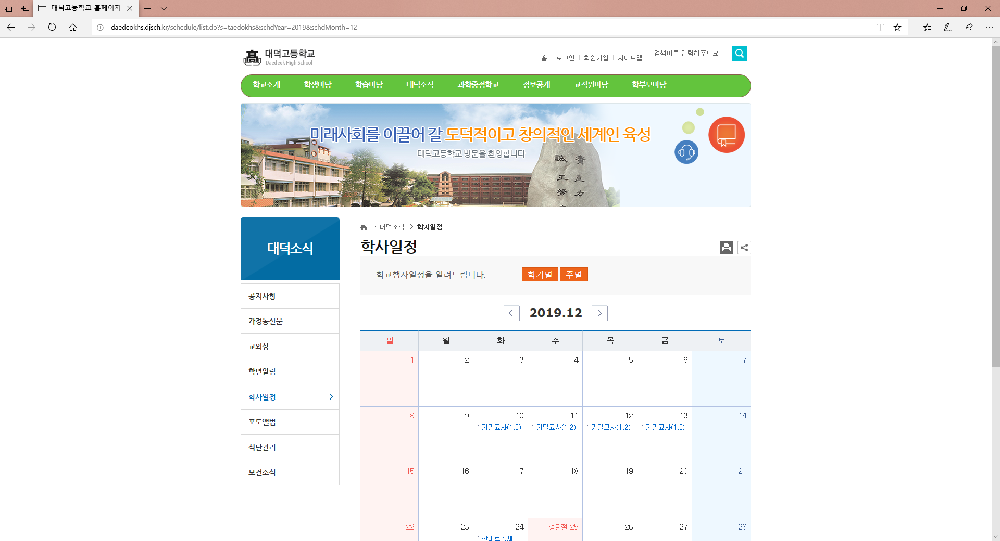 대덕고등학교 홈페이지
daedeokhs.djsch.kr/schedule/list.do?s=taedokhs&schdYear=2019&schdMonth=12
대덕고등학교
Daedeok High School
홈 로그인 회원가입 사이트맵 검색어를 입력해주세요
학교소개 학생마당 학습마당 대덕소식 과학중점학교 정보공개 교직원마당 학부모마당
미래사회를 이끌어 갈 도덕적이고 창의적인 세계인 육성
대덕고등학교 방문을 환영합니다
誠 實
正 直
努 力
대덕소식
공지사항
가정통신문
교외상
학년알림
학사일정
포토앨범
식단관리
보건소식
대덕소식 학사일정
학사일정
학교행사일정을 알려드립니다. 학기별 주별
2019.12
일 월 화 수 목 금 토
1 2 3 4 5 6 7
8 9 10 11 12 13 14
기말고사(1,2) 기말고사(1,2) 기말고사(1,2) 기말고사(1,2)
15 16 17 18 19 20 21
22 23 24 성탄절 25 26 27 28
한미르축제